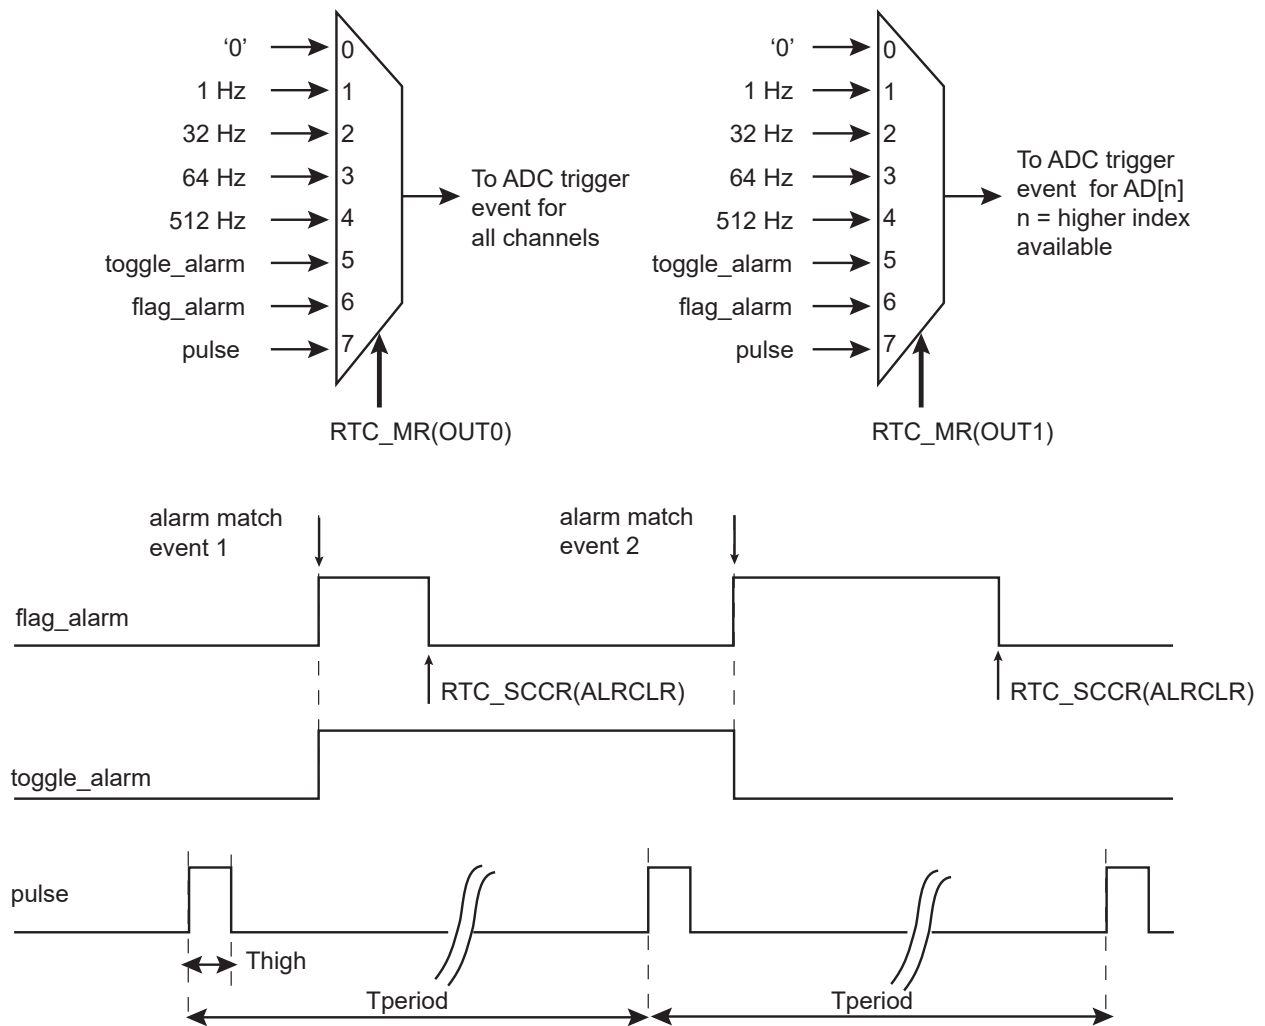 ‘0’
0
1 Hz
1
32 Hz
2
64 Hz
3
512 Hz
4
toggle_alarm
5
flag_alarm
6
pulse
7
To ADC trigger
event for
all channels
RTC_MR(OUT0)
‘0’
0
1 Hz
1
32 Hz
2
64 Hz
3
512 Hz
4
toggle_alarm
5
flag_alarm
6
pulse
7
To ADC trigger
event for AD[n]
n = higher index
available
RTC_MR(OUT1)
alarm match
event 1
alarm match
event 2
flag_alarm
RTC_SCCR(ALRCLR)
RTC_SCCR(ALRCLR)
toggle_alarm
pulse
Thigh
Tperiod
Tperiod